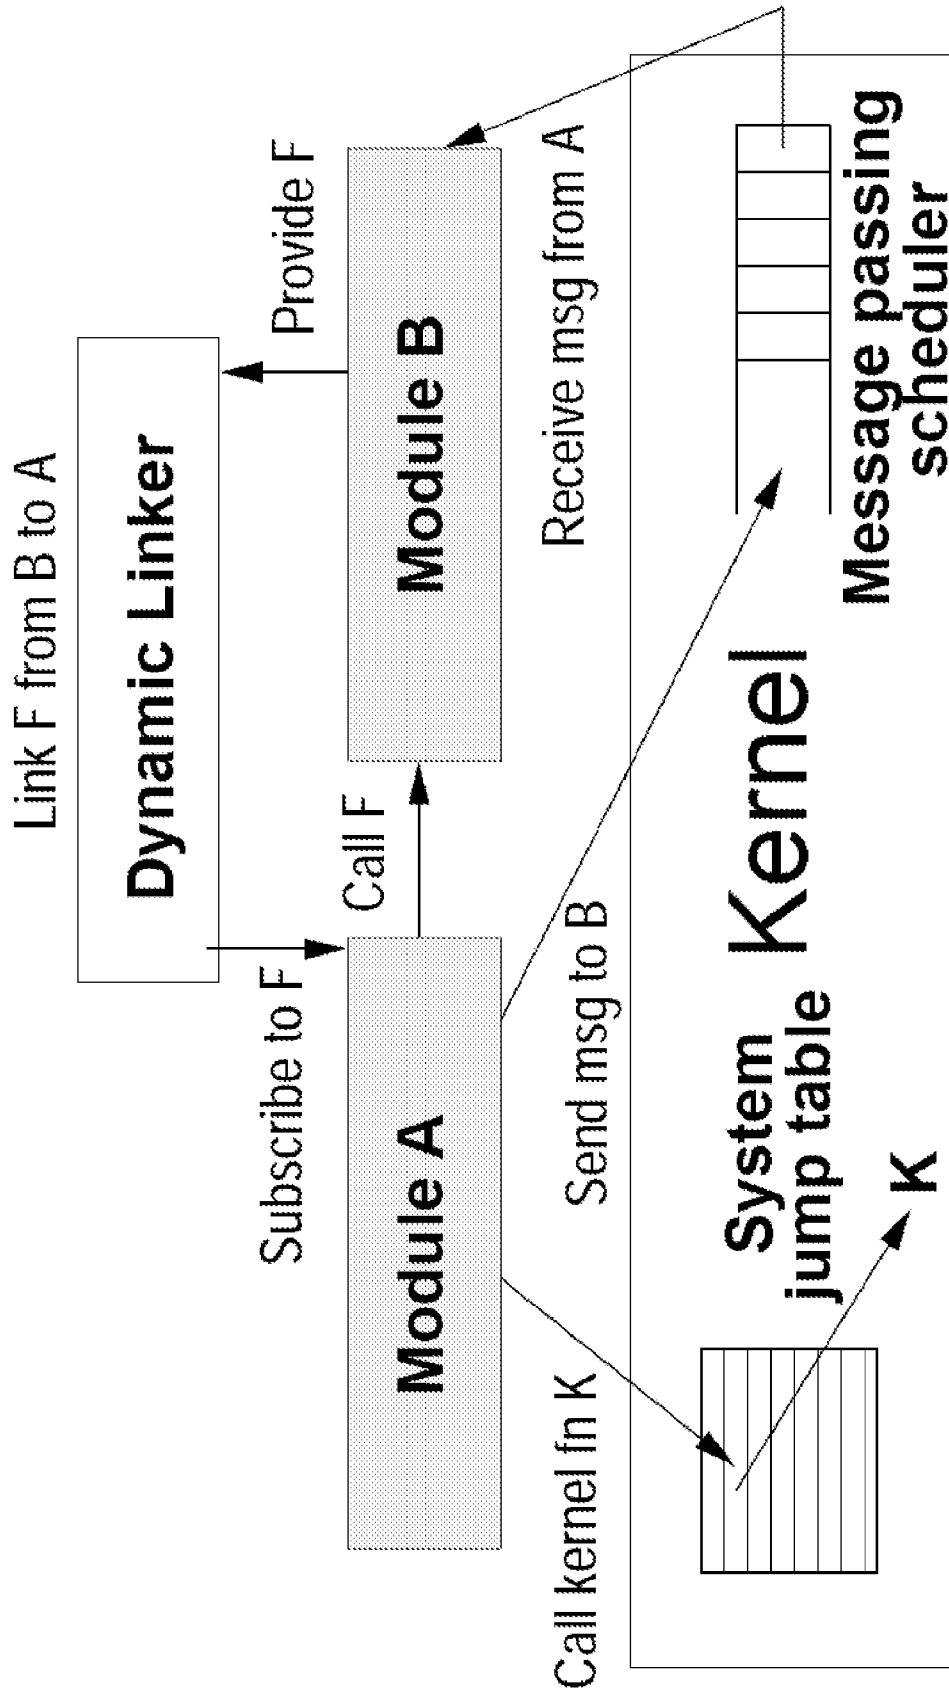 Link F from B to A
Dynamic Linker
Subscribe to F
Provide F
Call F
Module A
Module B
Call kernel fn K
Send msg to B
Receive msg from A
System
jump table
Kernel
K
Message passing
scheduler